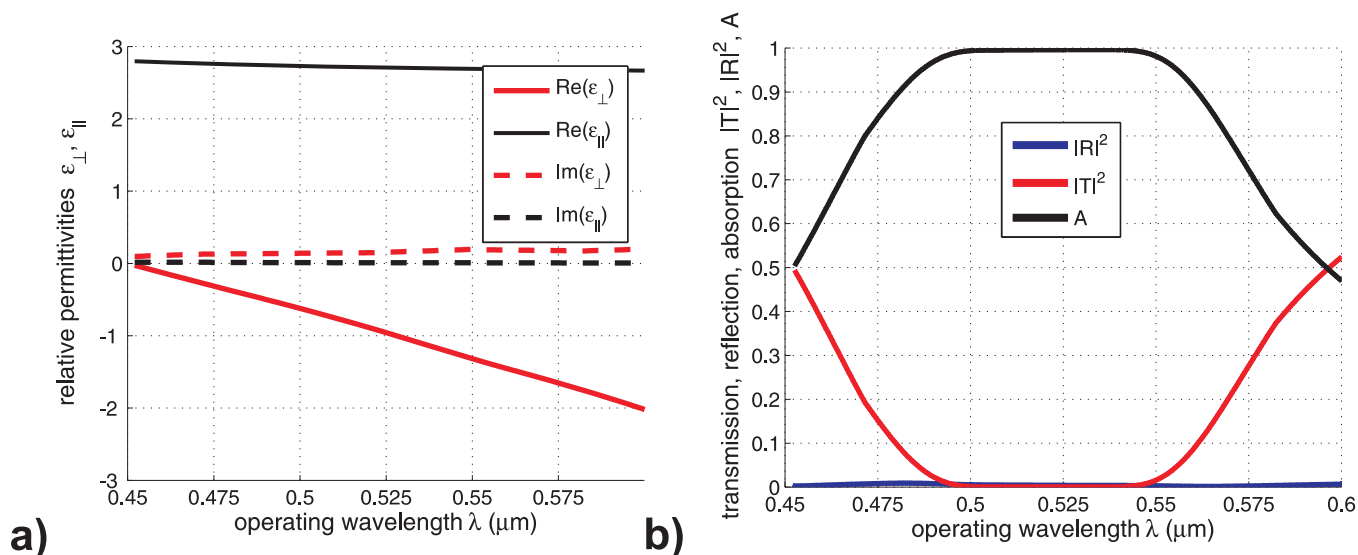 relative permittivities ε⊥, ε||
3
2
1
0
-1
-2
-3
0.45
0.475
0.5
0.525
0.55
0.575
operating wavelength λ (μm)
Re(ε⊥)
Re(ε||)
Im(ε⊥)
Im(ε||)
a)
transmission, reflection, absorption |T|², |R|², A
1
0.9
0.8
0.7
0.6
0.5
0.4
0.3
0.2
0.1
0
0.45
0.475
0.5
0.525
0.55
0.575
0.6
operating wavelength λ (μm)
|R|²
|T|²
A
b)